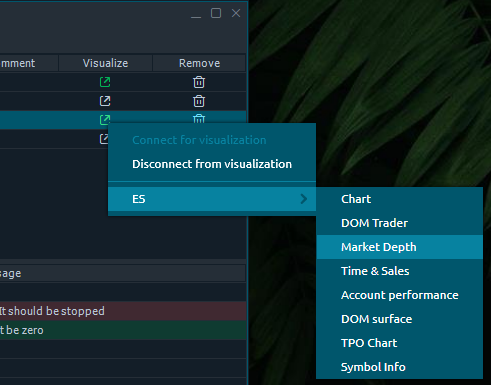 mment Visualize Remove
Connect for visualization
Disconnect from visualization
ES
Chart
DOM Trader
Market Depth
Time & Sales
Account performance
DOM surface
TPO Chart
Symbol Info
sage
It should be stopped
t be zero